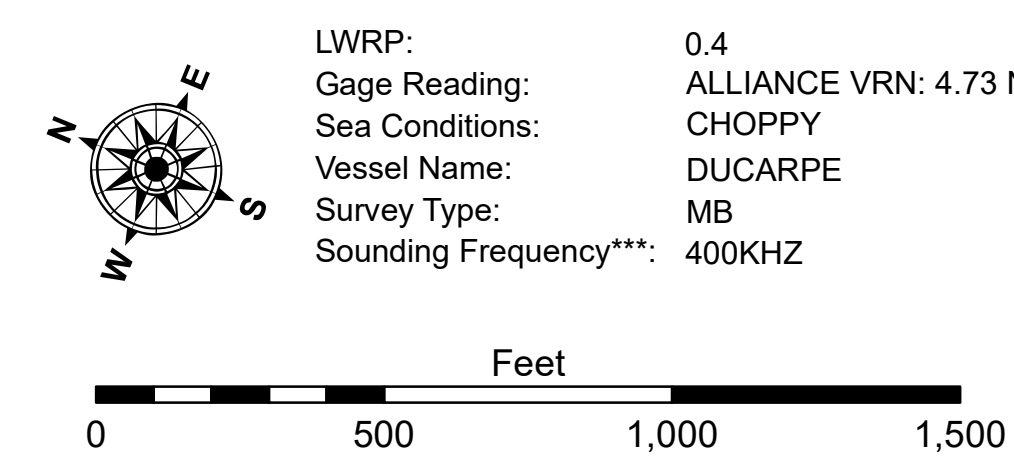 N
E
S
W
LWRP: 0.4
Gage Reading: ALLIANCE VRN: 4.73
Sea Conditions: CHOPPY
Vessel Name: DUCARPE
Survey Type: MB
Sounding Frequency***: 400KHZ
Feet
0 500 1,000 1,500